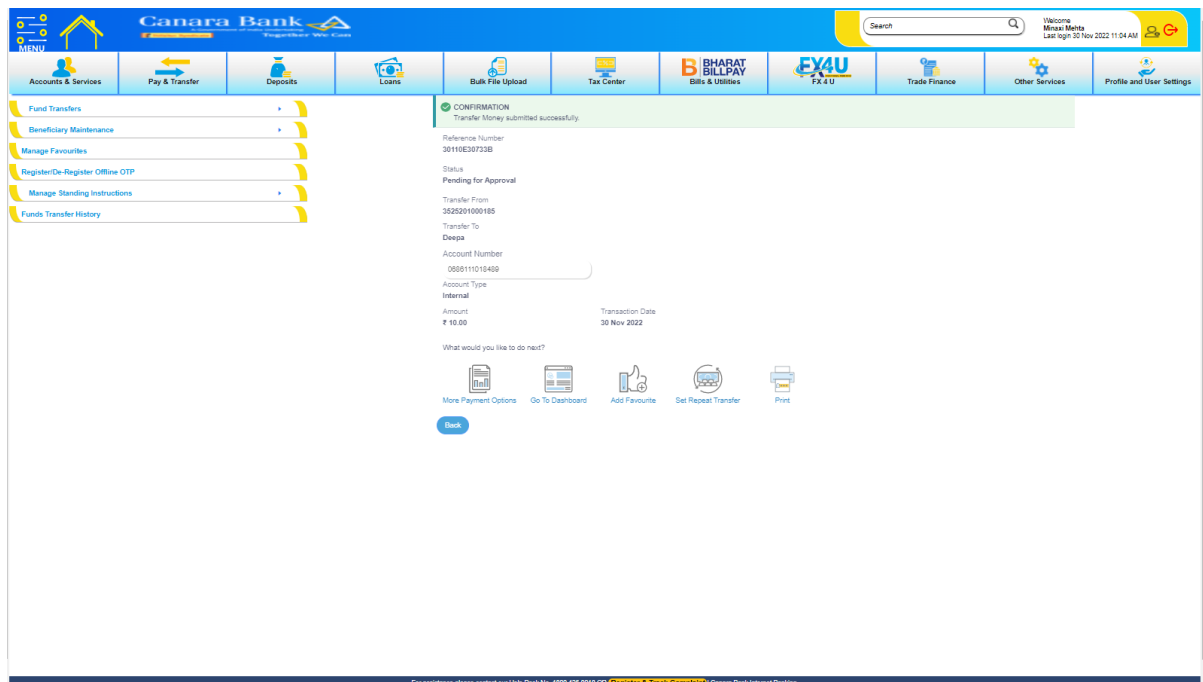 MENU
Canara Bank
Together We Can
Search
Welcome
Minaxi Mehta
Last login 30 Nov 2022 11:04 AM
Accounts & Services
Pay & Transfer
Deposits
Loans
Bulk File Upload
Tax Center
BHARAT
BILLPAY
Bills & Utilities
FX4U
FX 4 U
Trade Finance
Other Services
Profile and User Settings
Fund Transfers
Beneficiary Maintenance
Manage Favourites
Register/De-Register Offline OTP
Manage Standing Instructions
Funds Transfer History
CONFIRMATION
Transfer Money submitted successfully.
Reference Number
30110E30733B
Status
Pending for Approval
Transfer From
3525201000185
Transfer To
Deepa
Account Number
0686111018489
Account Type
Internal
Amount
Transaction Date
₹ 10.00
30 Nov 2022
What would you like to do next?
More Payment Options
Go To Dashboard
Add Favourite
Set Repeat Transfer
Print
Back